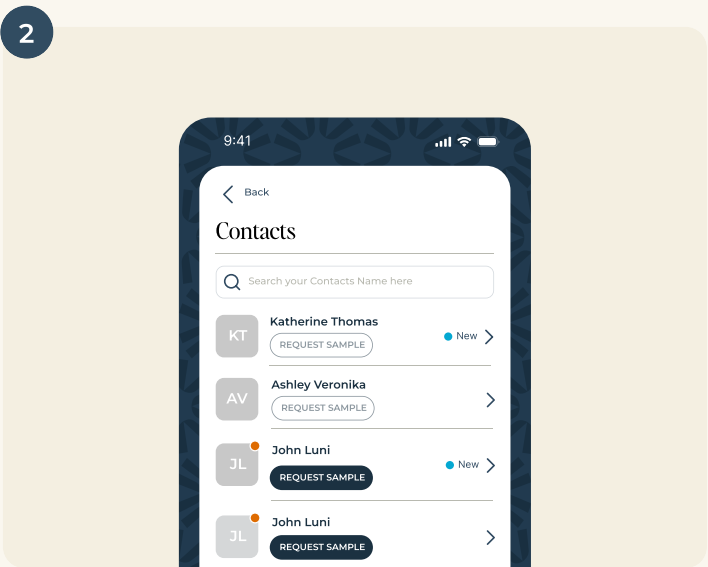 2
9:41
Back
Contacts
Search your Contacts Name here
KT
Katherine Thomas
REQUEST SAMPLE
New
AV
Ashley Veronika
REQUEST SAMPLE
JL
John Luni
REQUEST SAMPLE
New
JL
John Luni
REQUEST SAMPLE